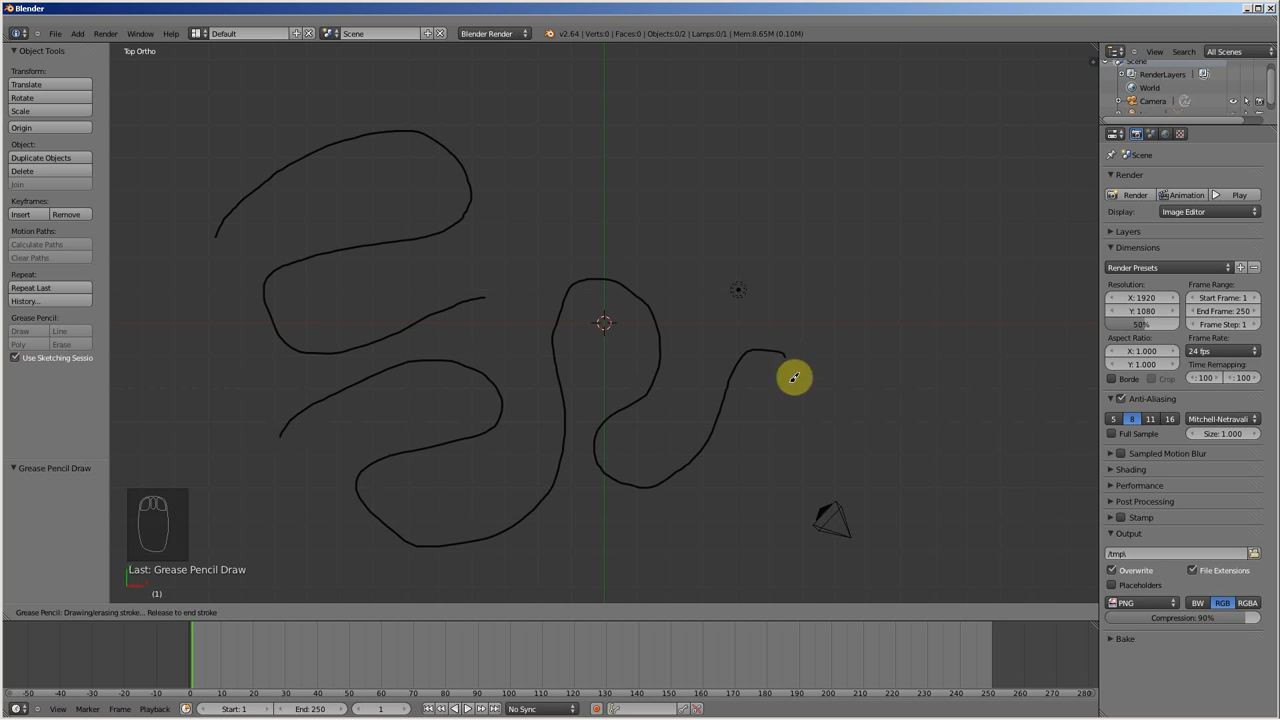 Blender
File Add Render Window Help Default Scene Blender Render v2.64 | Verts:0 | Faces:0 | Objects:0/2 | Lamps:0/1 | Mem:8.65M (0.10M)
Object Tools
Transform:
Translate
Rotate
Scale
Origin
Object:
Duplicate Objects
Delete
Join
Keyframes:
Insert Remove
Motion Paths:
Calculate Paths
Clear Paths
Repeat:
Repeat Last
History...
Grease Pencil:
Draw Line
Poly Erase
Use Sketching Sessio
Grease Pencil Draw
Top Ortho
Last: Grease Pencil Draw
(1)
Grease Pencil: Drawing/erasing stroke... Release to end stroke
View Search All Scenes
Scene
RenderLayers
World
Camera
Scene
Render
Render Animation Play
Display: Image Editor
Layers
Dimensions
Render Presets
Resolution: Frame Range:
X: 1920 Start Frame: 1
Y: 1080 End Frame: 250
50% Frame Step: 1
Aspect Ratio: Frame Rate:
X: 1.000 24 fps
Y: 1.000 Time Remapping:
Borde Crop : 100 : 100
Anti-Aliasing
5 8 11 16 Mitchell-Netravali
Full Sample Size: 1.000
Sampled Motion Blur
Shading
Performance
Post Processing
Stamp
Output
/tmp\
Overwrite File Extensions
Placeholders
PNG BW RGB RGBA
Compression: 90%
Bake
-50 -40 -30 -20 -10 0 10 20 30 40 50 60 70 80 90 100 110 120 130 140 150 160 170 180 190 200 210 220 230 240 250 260 270 280
View Marker Frame Playback Start: 1 End: 250 1 No Sync